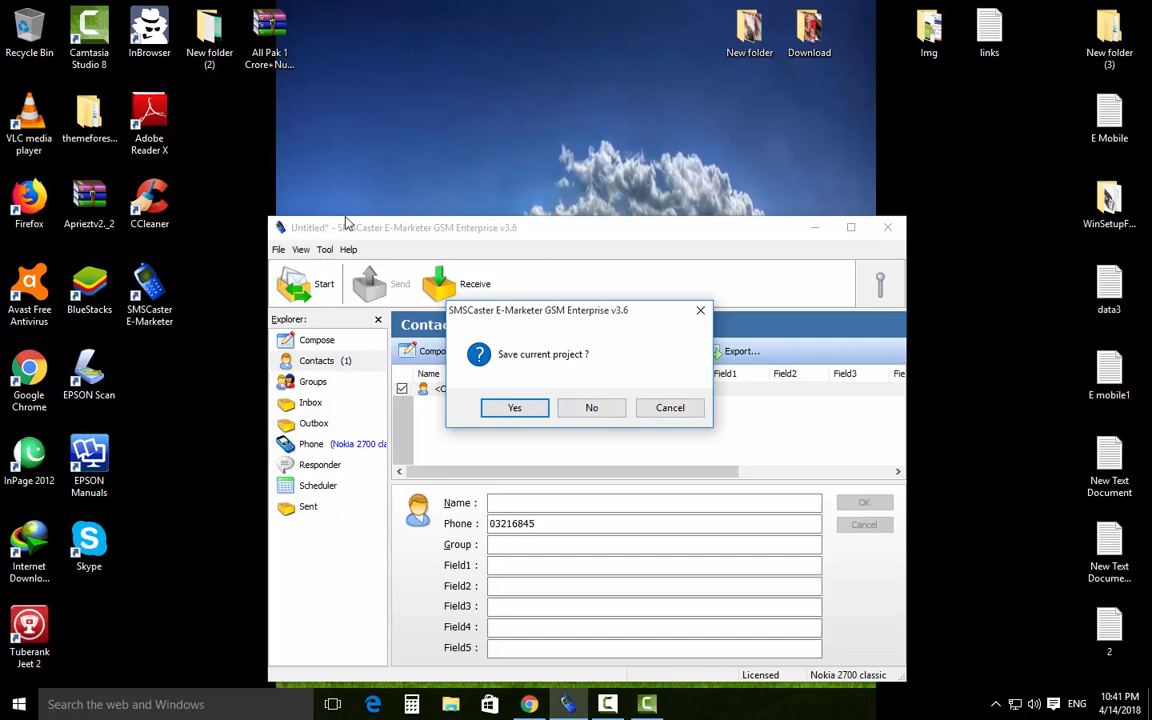 Recycle Bin
Camtasia
Studio 8
InBrowser
New folder
(2)
All Pak 1
Crore+Nu...
New folder
Download
Img
links
New folder
(3)
VLC media
player
themefores...
Adobe
Reader X
E Mobile
Firefox
Aprieztv2._2
CCleaner
WinSetupF...
Avast Free
Antivirus
BlueStacks
SMSCaster
E-Marketer
data3
Google
Chrome
EPSON Scan
E mobile1
InPage 2012
EPSON
Manuals
New Text
Document
Internet
Downlo...
Skype
New Text
Docume...
Tuberank
Jeet 2
2
Untitled* - SMSCaster E-Marketer GSM Enterprise v3.6
File View Tool Help
Start Send Receive
Explorer:
Compose
Contacts (1)
Groups
Inbox
Outbox
Phone (Nokia 2700 cla
Responder
Scheduler
Sent
Contac
Compo
Export...
Name Field1 Field2 Field3 Fie
SMSCaster E-Marketer GSM Enterprise v3.6
Save current project ?
Yes No Cancel
Name :
Phone : 03216845
Group :
Field1 :
Field2 :
Field3 :
Field4 :
Field5 :
OK
Cancel
Licensed Nokia 2700 classic
Search the web and Windows
ENG
10:41 PM
4/14/2018